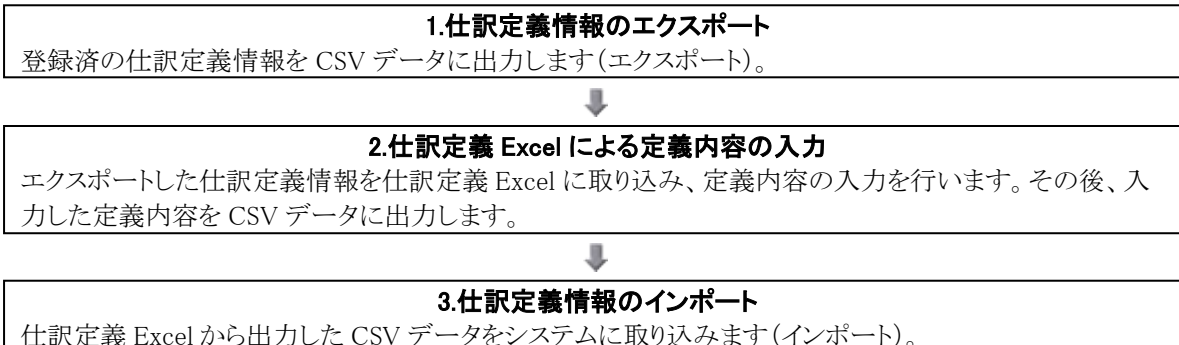 1.仕訳定義情報のエクスポート
登録済の仕訳定義情報を CSV データに出力します(エクスポート)。
2.仕訳定義 Excel による定義内容の入力
エクスポートした仕訳定義情報を仕訳定義 Excel に取り込み、定義内容の入力を行います。その後、入
力した定義内容を CSV データに出力します。
3.仕訳定義情報のインポート
仕訳定義 Excel から出力した CSV データをシステムに取り込みます(インポート)。